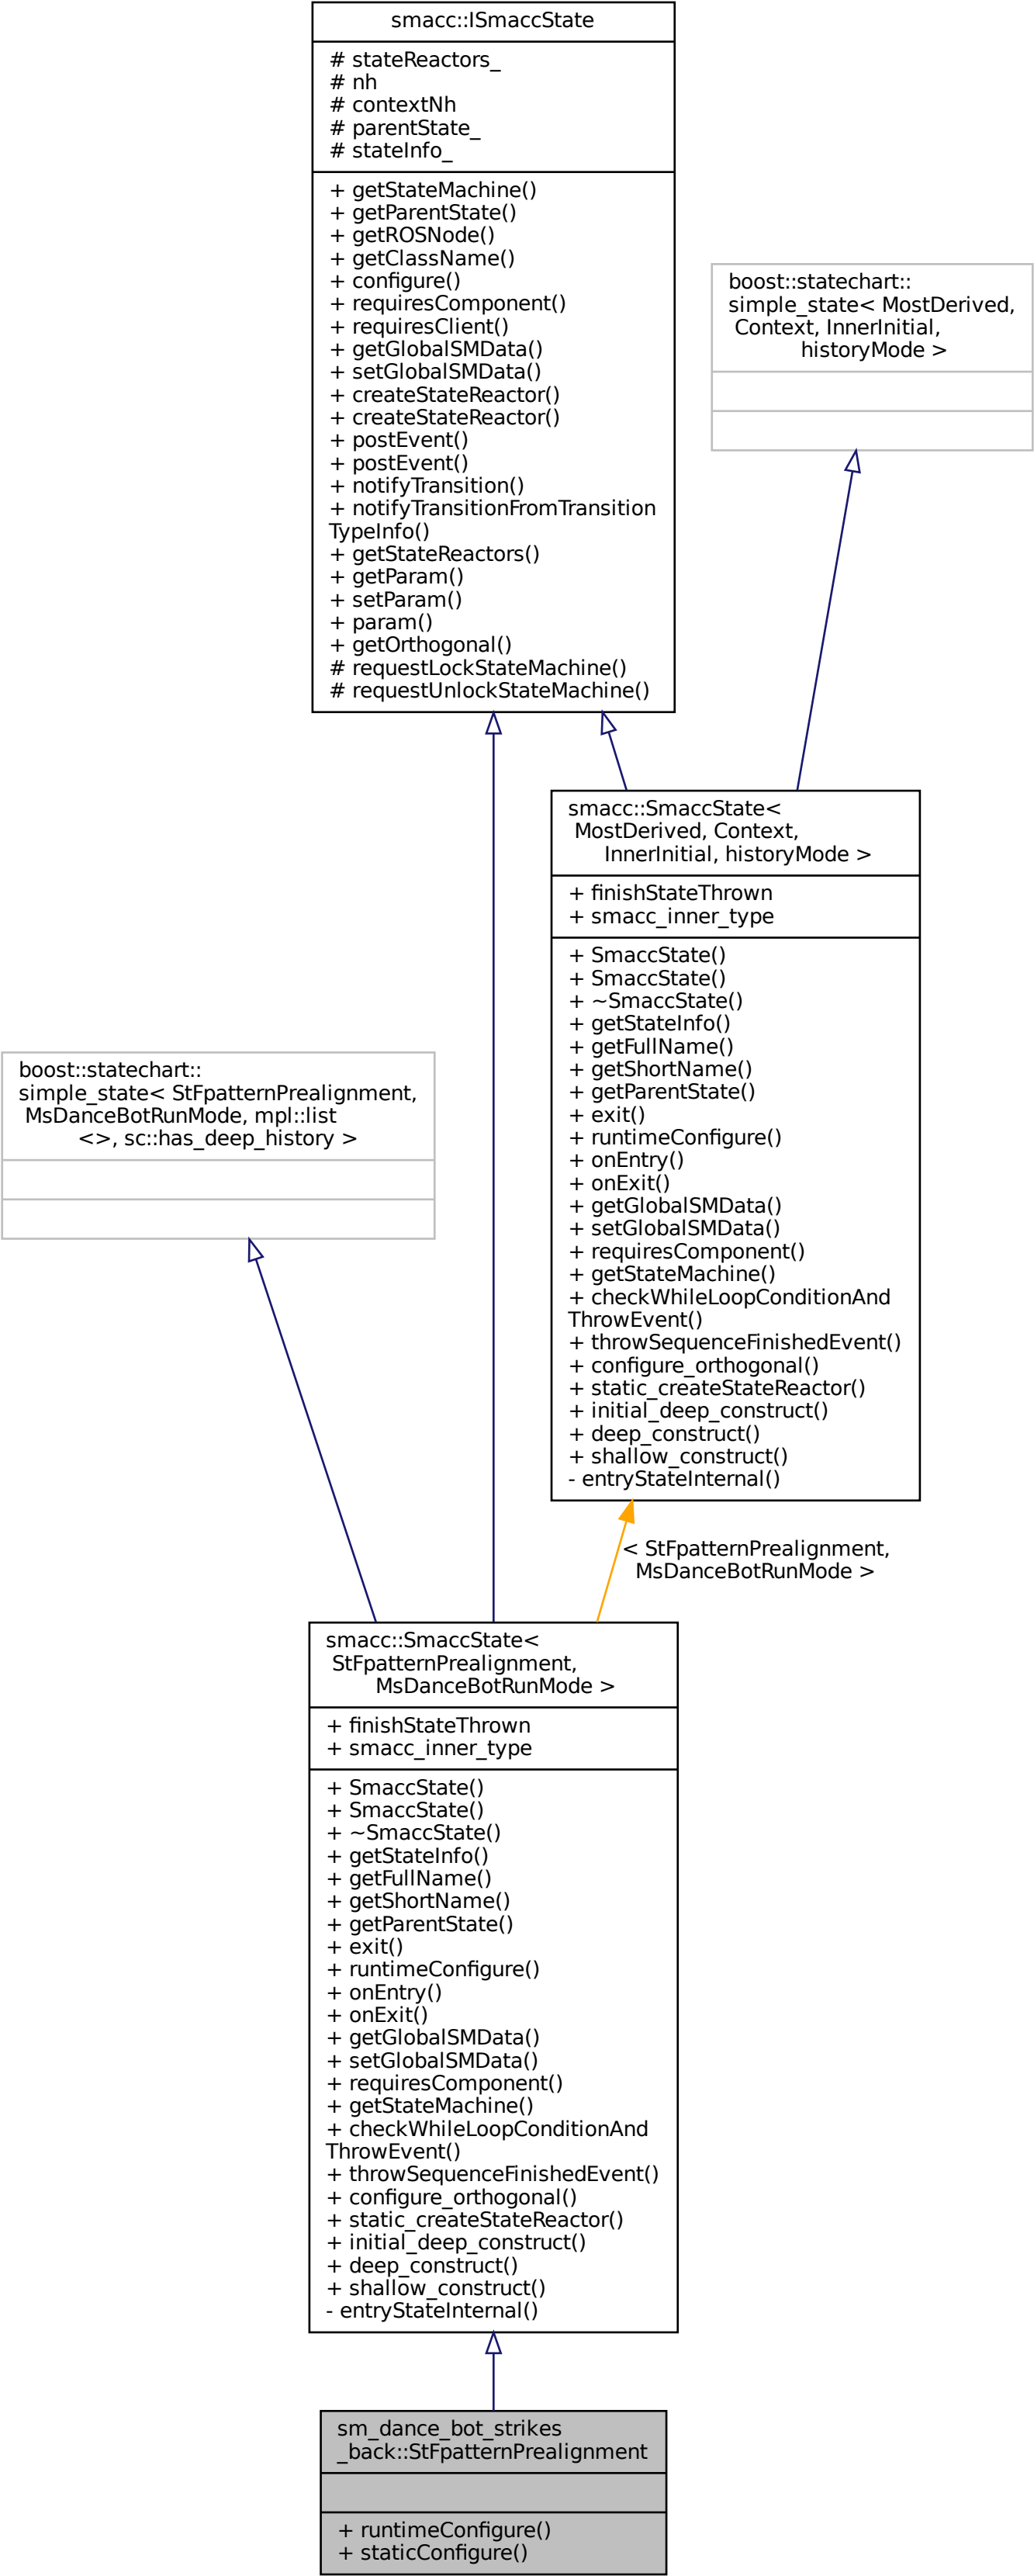 smacc::ISmaccState
# stateReactors_
# nh
# contextNh
# parentState_
# stateInfo_
+ getStateMachine()
+ getParentState()
+ getROSNode()
+ getClassName()
+ configure()
+ requiresComponent()
+ requiresClient()
+ getGlobalSMData()
+ setGlobalSMData()
+ createStateReactor()
+ createStateReactor()
+ postEvent()
+ postEvent()
+ notifyTransition()
+ notifyTransitionFromTransition
TypeInfo()
+ getStateReactors()
+ getParam()
+ setParam()
+ param()
+ getOrthogonal()
# requestLockStateMachine()
# requestUnlockStateMachine()
boost::statechart::
simple_state< MostDerived,
Context, InnerInitial,
historyMode >
smacc::SmaccState<
MostDerived, Context,
InnerInitial, historyMode >
+ finishStateThrown
+ smacc_inner_type
+ SmaccState()
+ SmaccState()
+ ~SmaccState()
+ getStateInfo()
+ getFullName()
+ getShortName()
+ getParentState()
+ exit()
+ runtimeConfigure()
+ onEntry()
+ onExit()
+ getGlobalSMData()
+ setGlobalSMData()
+ requiresComponent()
+ getStateMachine()
+ checkWhileLoopConditionAnd
ThrowEvent()
+ throwSequenceFinishedEvent()
+ configure_orthogonal()
+ static_createStateReactor()
+ initial_deep_construct()
+ deep_construct()
+ shallow_construct()
- entryStateInternal()
boost::statechart::
simple_state< StFpatternPrealignment,
MsDanceBotRunMode, mpl::list
<>, sc::has_deep_history >
< StFpatternPrealignment,
MsDanceBotRunMode >
smacc::SmaccState<
StFpatternPrealignment,
MsDanceBotRunMode >
+ finishStateThrown
+ smacc_inner_type
+ SmaccState()
+ SmaccState()
+ ~SmaccState()
+ getStateInfo()
+ getFullName()
+ getShortName()
+ getParentState()
+ exit()
+ runtimeConfigure()
+ onEntry()
+ onExit()
+ getGlobalSMData()
+ setGlobalSMData()
+ requiresComponent()
+ getStateMachine()
+ checkWhileLoopConditionAnd
ThrowEvent()
+ throwSequenceFinishedEvent()
+ configure_orthogonal()
+ static_createStateReactor()
+ initial_deep_construct()
+ deep_construct()
+ shallow_construct()
- entryStateInternal()
sm_dance_bot_strikes
_back::StFpatternPrealignment
+ runtimeConfigure()
+ staticConfigure()